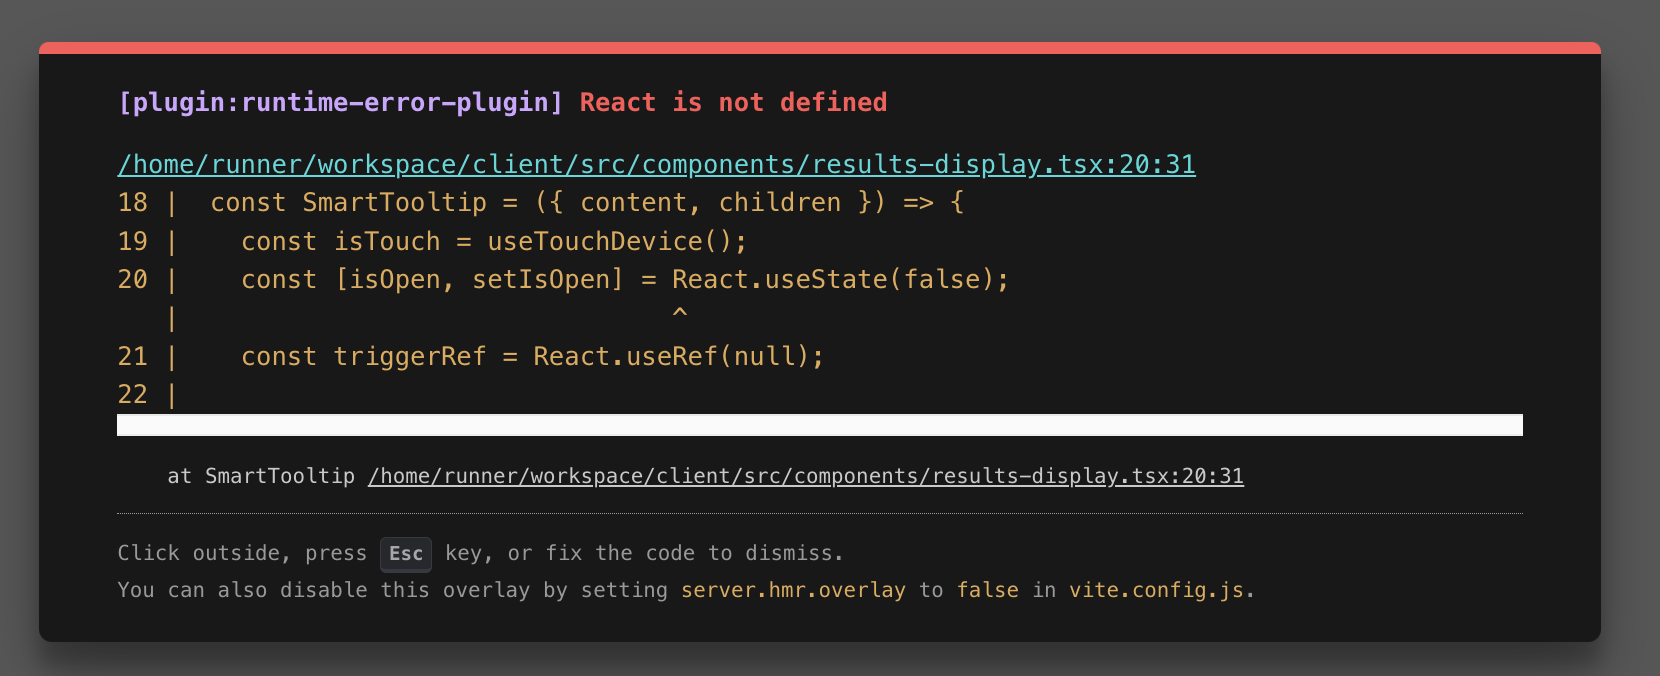 [plugin:runtime-error-plugin] React is not defined
/home/runner/workspace/client/src/components/results-display.tsx:20:31
18 |  const SmartTooltip = ({ content, children }) => {
19 |    const isTouch = useTouchDevice();
20 |    const [isOpen, setIsOpen] = React.useState(false);
   |                                ^
21 |    const triggerRef = React.useRef(null);
22 |
    at SmartTooltip /home/runner/workspace/client/src/components/results-display.tsx:20:31
Click outside, press Esc key, or fix the code to dismiss.
You can also disable this overlay by setting server.hmr.overlay to false in vite.config.js.